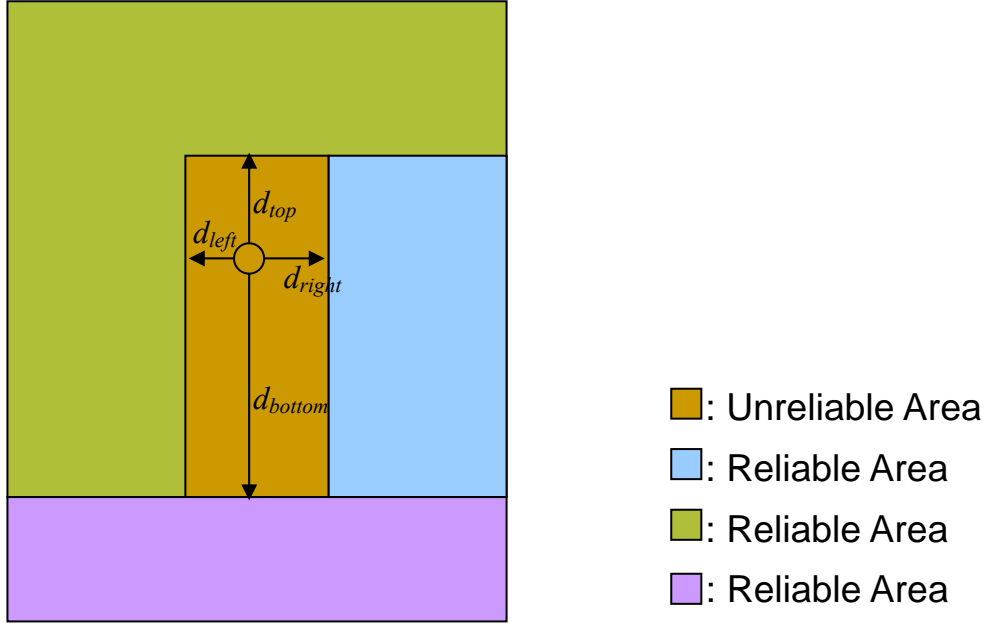 d_top
d_left
d_right
d_bottom
: Unreliable Area
: Reliable Area
: Reliable Area
: Reliable Area